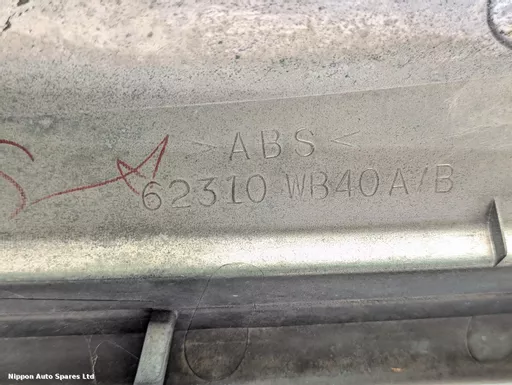 >ABS<
62310 WB40A/B
Nippon Auto Spares Ltd